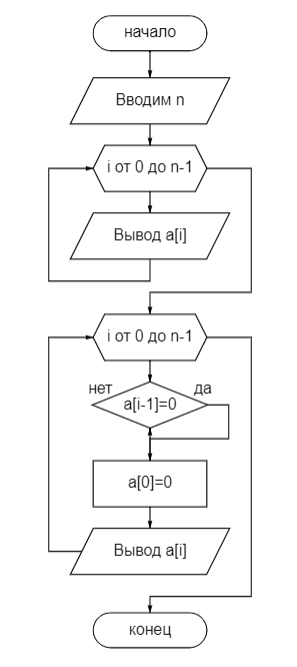 начало
Вводим n
i от 0 до n-1
Вывод a[i]
i от 0 до n-1
нет
да
a[i-1]=0
a[0]=0
Вывод a[i]
конец